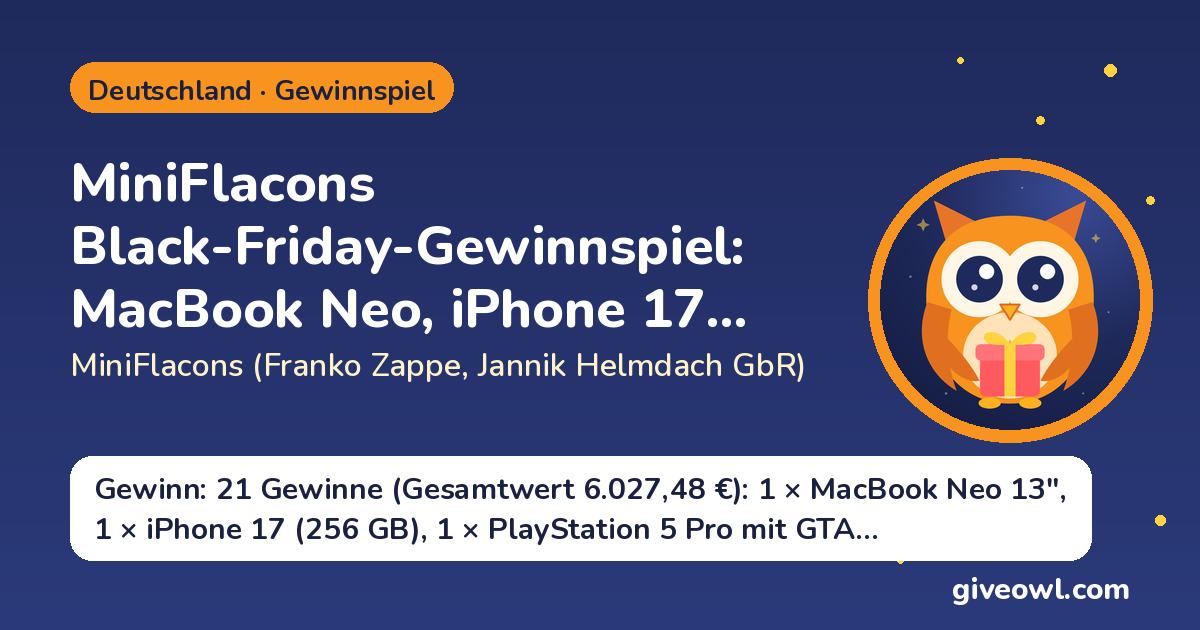 Deutschland · Gewinnspiel
MiniFlacons
Black-Friday-Gewinnspiel:
MacBook Neo, iPhone 17...
MiniFlacons (Franko Zappe, Jannik Helmdach GbR)
Gewinn: 21 Gewinne (Gesamtwert 6.027,48 €): 1 × MacBook Neo 13",
1 × iPhone 17 (256 GB), 1 × PlayStation 5 Pro mit GTA...
giveowl.com